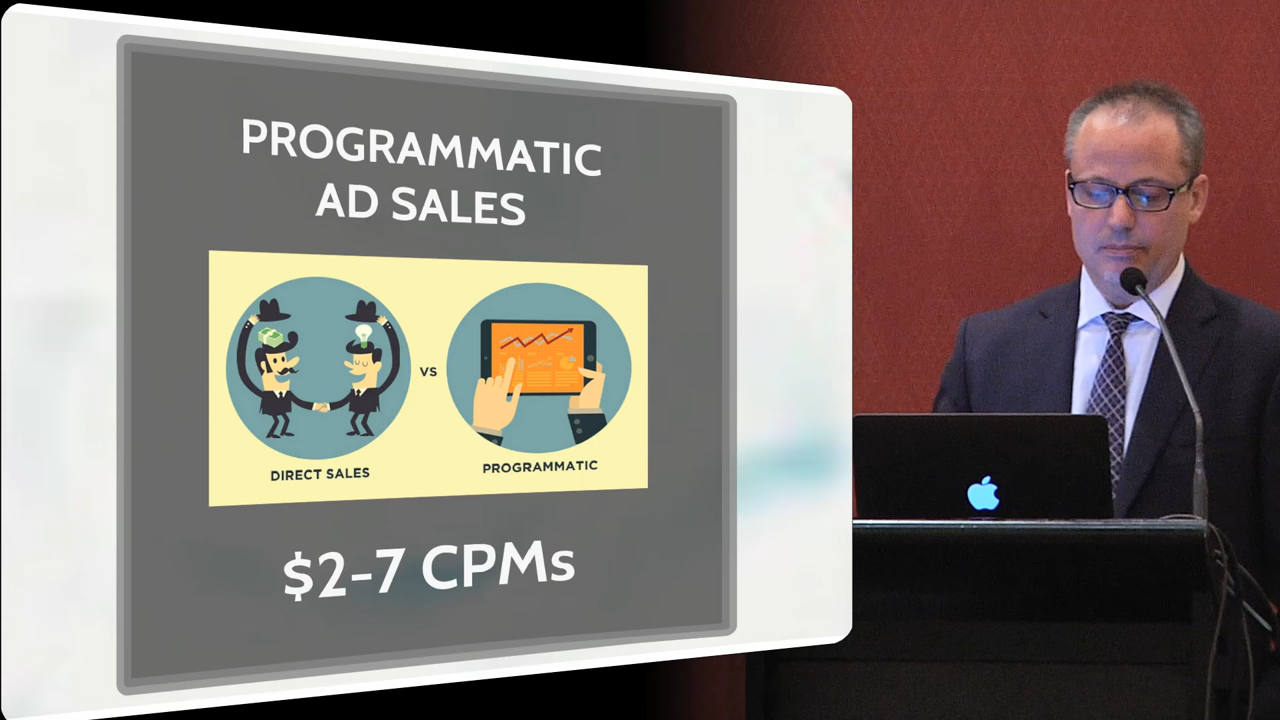 PROGRAMMATIC
AD SALES
VS
DIRECT SALES
PROGRAMMATIC
$2-7 CPMs